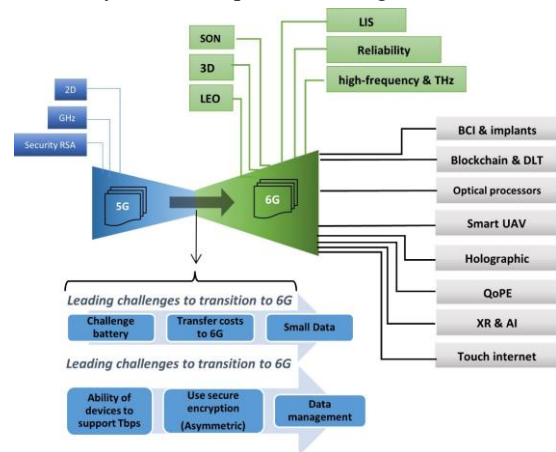 SON
3D
LEO
LIS
Reliability
high-frequency & THz
2D
GHz
Security RSA
5G
6G
BCI & implants
Blockchain & DLT
Optical processors
Smart UAV
Holographic
QoPE
XR & AI
Touch internet
Leading challenges to transition to 6G
Challenge
battery
Transfer costs
to 6G
Small Data
Leading challenges to transition to 6G
Ability of
devices to
support Tbps
Use secure
encryption
(Asymmetric)
Data
management